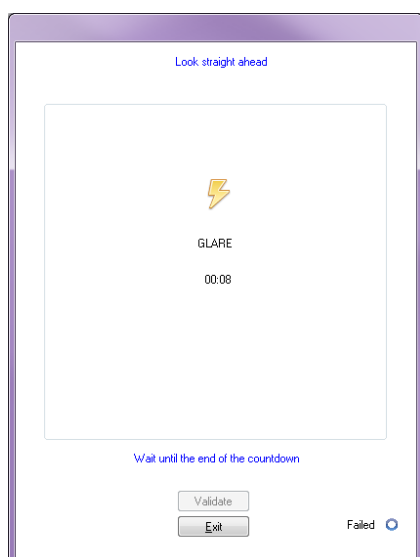 Look straight ahead
GLARE
00:08
Wait until the end of the countdown
Validate
Exit
Failed